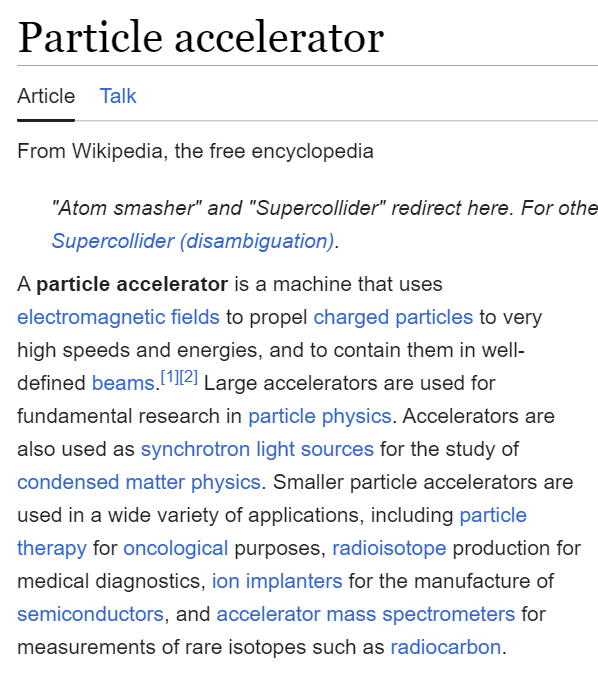 Particle accelerator
Article Talk
From Wikipedia, the free encyclopedia
"Atom smasher" and "Supercollider" redirect here. For othe
Supercollider (disambiguation).
A particle accelerator is a machine that uses
electromagnetic fields to propel charged particles to very
high speeds and energies, and to contain them in well-
defined beams.[1][2] Large accelerators are used for
fundamental research in particle physics. Accelerators are
also used as synchrotron light sources for the study of
condensed matter physics. Smaller particle accelerators are
used in a wide variety of applications, including particle
therapy for oncological purposes, radioisotope production for
medical diagnostics, ion implanters for the manufacture of
semiconductors, and accelerator mass spectrometers for
measurements of rare isotopes such as radiocarbon.